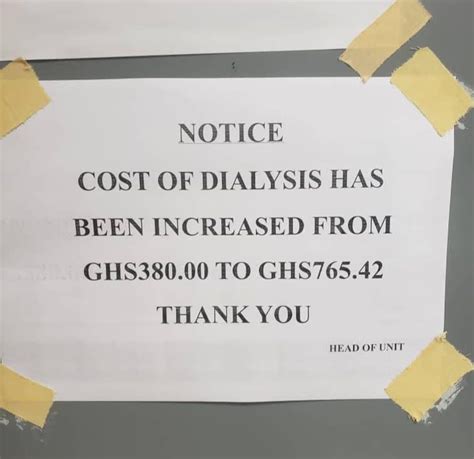 NOTICE
COST OF DIALYSIS HAS
BEEN INCREASED FROM
GHS380.00 TO GHS765.42
THANK YOU
HEAD OF UNIT